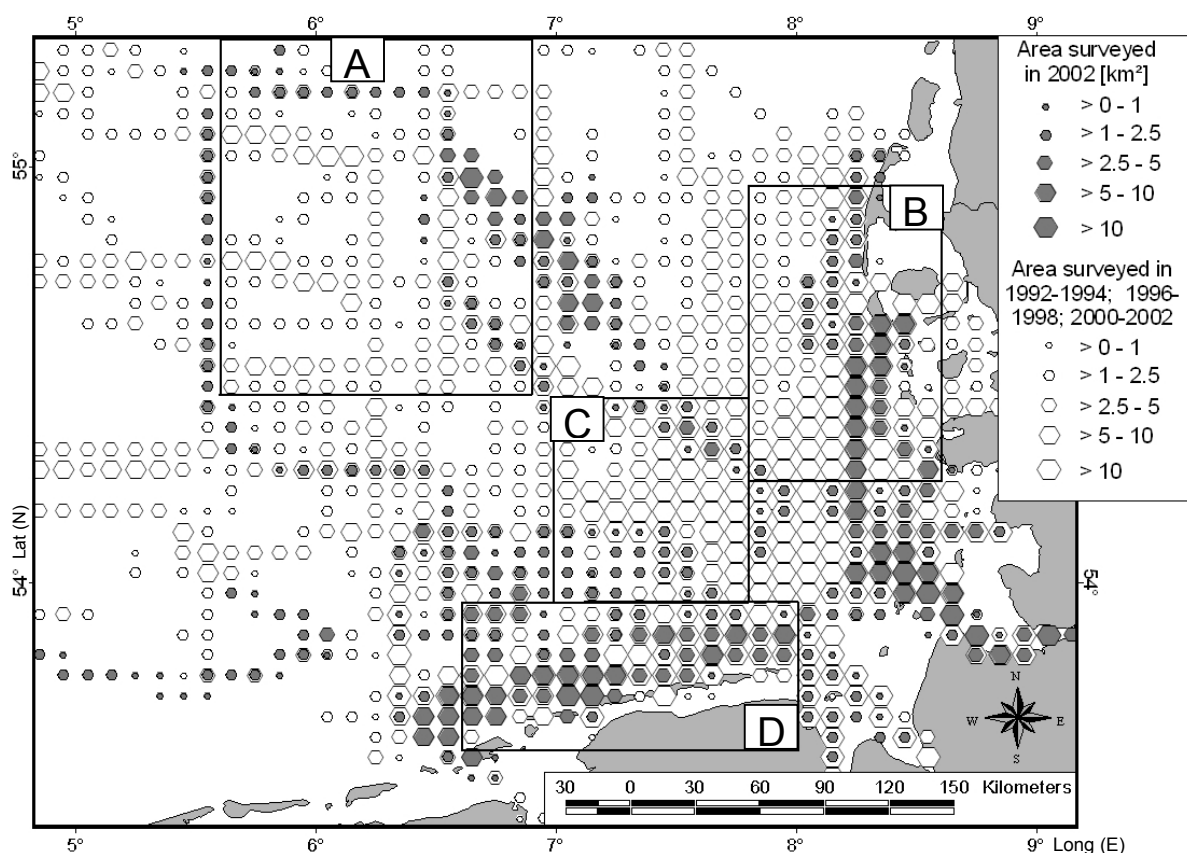 5° 6° 7° 8° 9°
Area surveyed
in 2002 [km²]
> 0 - 1
> 1 - 2.5
> 2.5 - 5
> 5 - 10
> 10
Area surveyed in
1992-1994; 1996-
1998; 2000-2002
> 0 - 1
> 1 - 2.5
> 2.5 - 5
> 5 - 10
> 10
A
B
C
D
55°
54°
Lat (N)
54°
N
W E
S
30 0 30 60 90 120 150 Kilometers
5° 6° 7° 8° 9° Long (E)